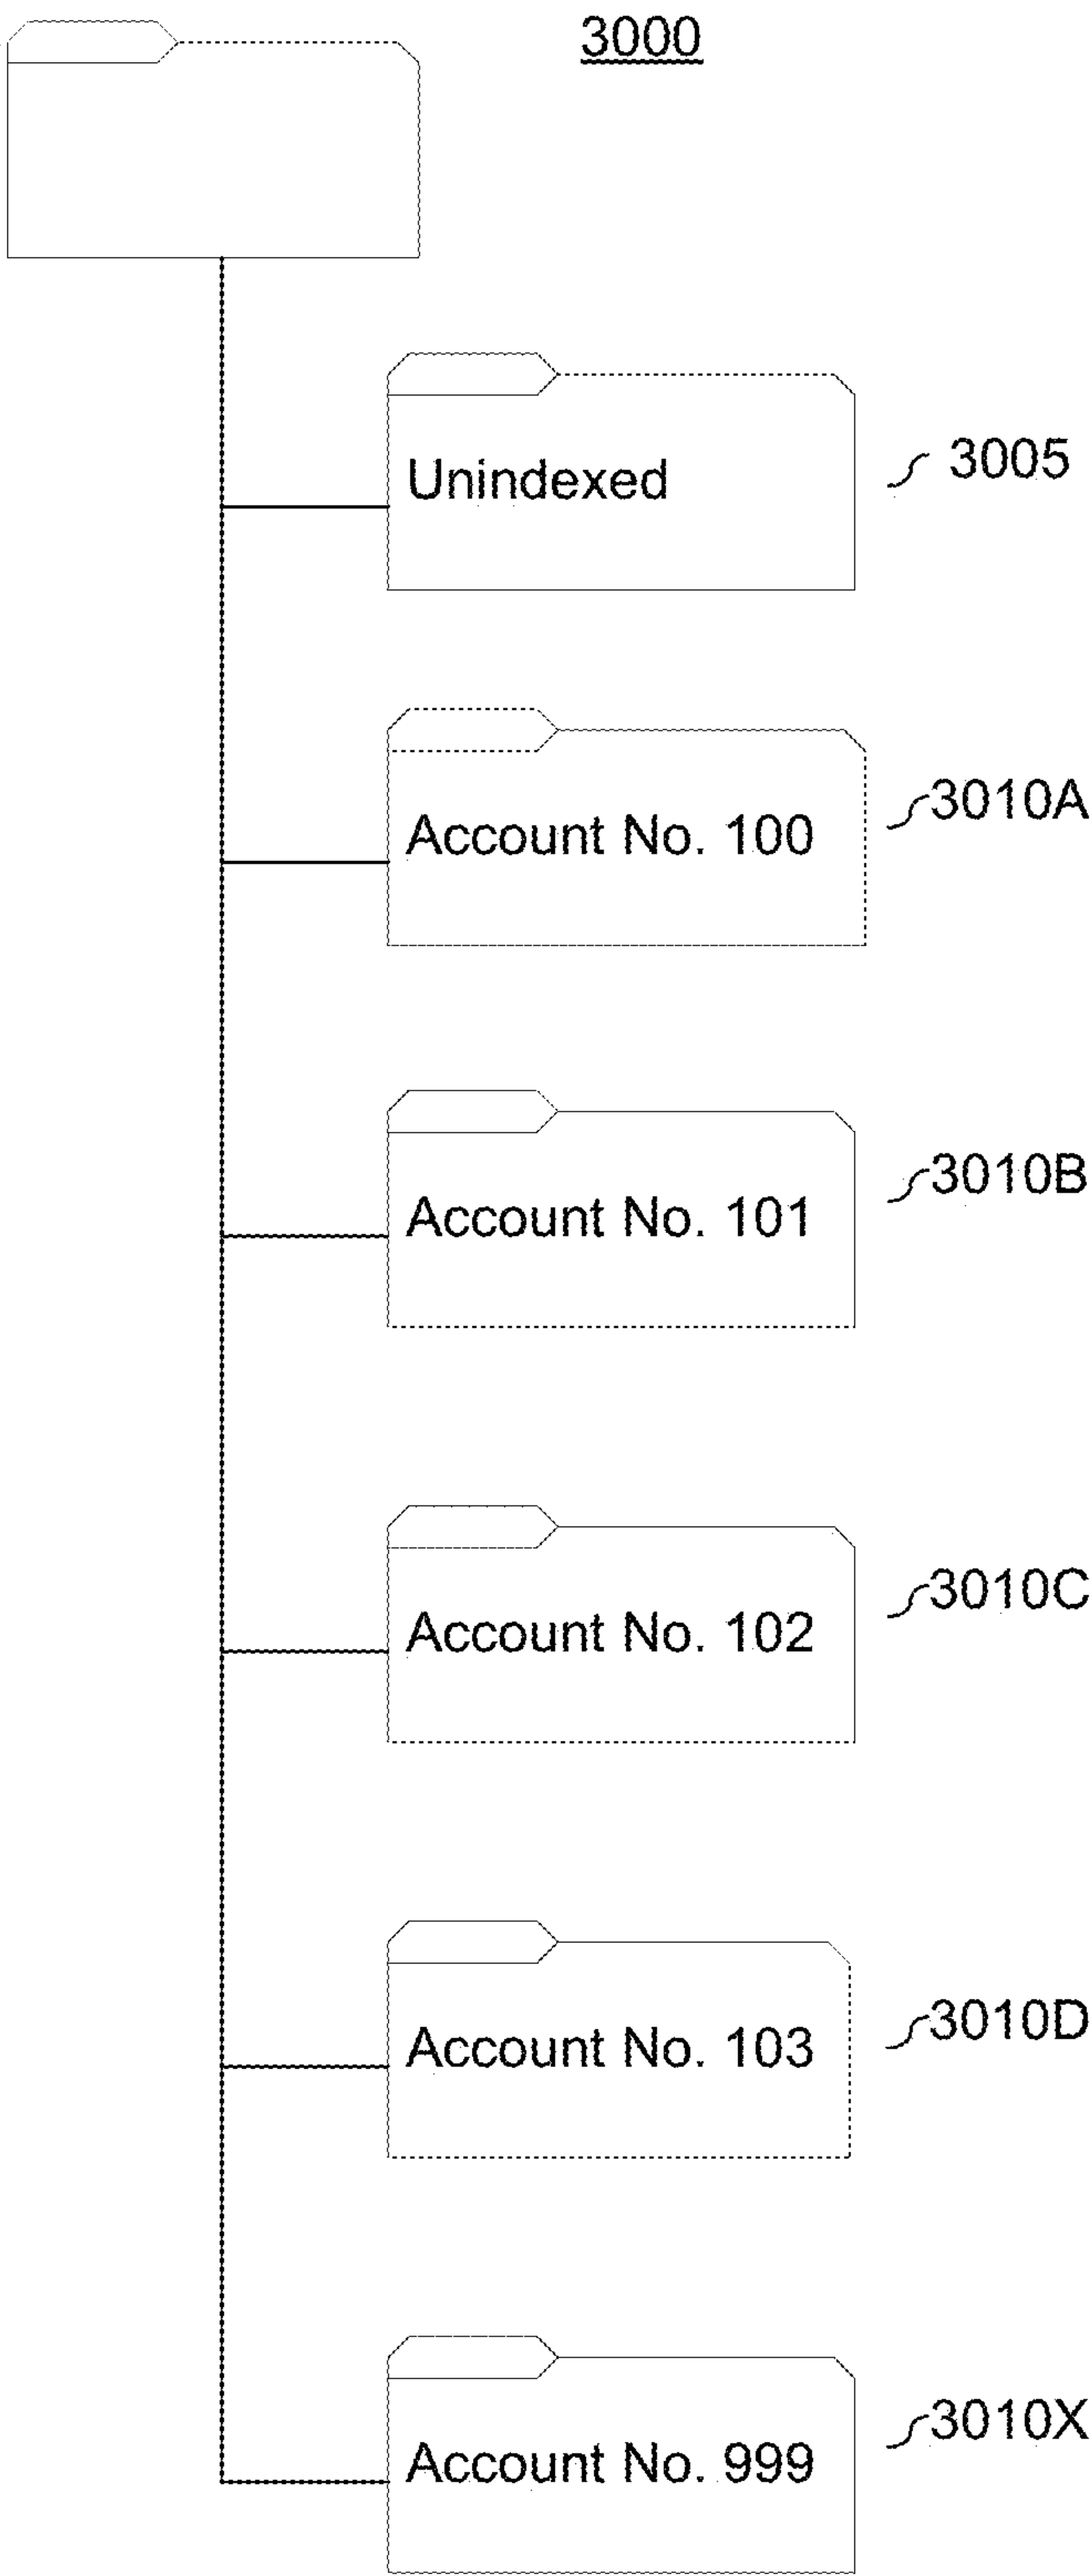 3000
Unindexed
3005
Account No. 100
3010A
Account No. 101
3010B
Account No. 102
3010C
Account No. 103
3010D
Account No. 999
3010X